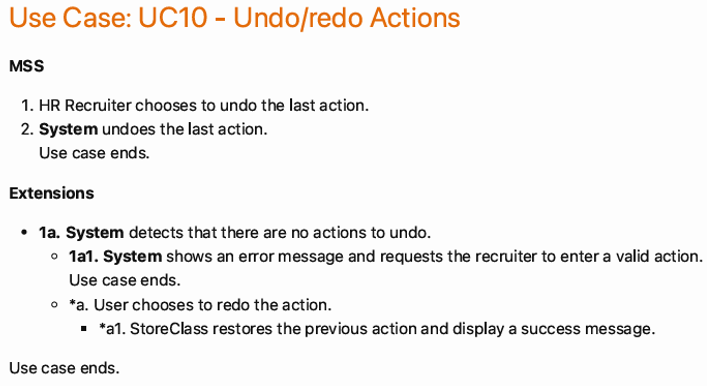 Use Case: UC10 - Undo/redo Actions
MSS
1. HR Recruiter chooses to undo the last action.
2. System undoes the last action.
Use case ends.
Extensions
• 1a. System detects that there are no actions to undo.
◦ 1a1. System shows an error message and requests the recruiter to enter a valid action.
Use case ends.
◦ *a. User chooses to redo the action.
▪ *a1. StoreClass restores the previous action and display a success message.
Use case ends.